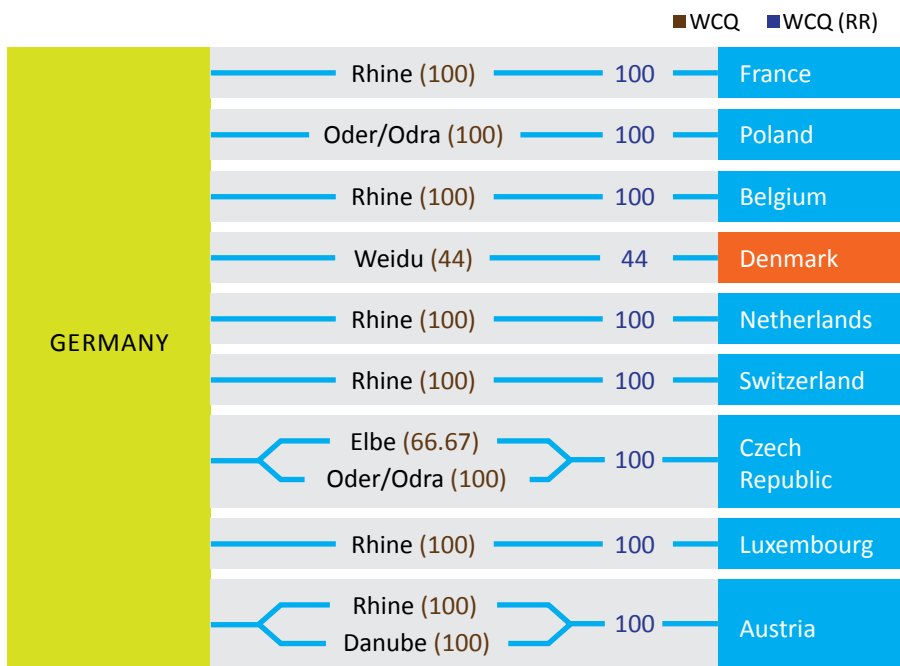 WCQ WCQ (RR)
GERMANY
Rhine (100) 100 France
Oder/Odra (100) 100 Poland
Rhine (100) 100 Belgium
Weidu (44) 44 Denmark
Rhine (100) 100 Netherlands
Rhine (100) 100 Switzerland
Elbe (66.67)
Oder/Odra (100)
100
Czech
Republic
Rhine (100) 100 Luxembourg
Rhine (100)
Danube (100)
100 Austria